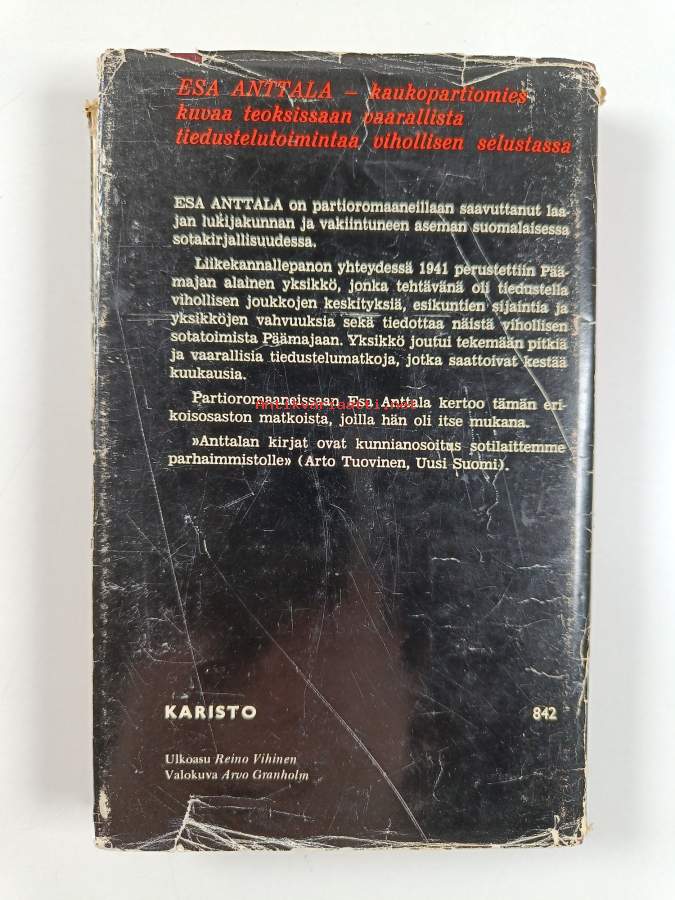 ESA ANTTALA – kaukopartiomies
kuvaa teoksissaan vaarallista
tiedustelutoimintaa vihollisen selustassa
ESA ANTTALA on partioromaaneillaan saavuttanut laa-
jan lukijakunnan ja vakiintuneen aseman suomalaisessa
sotakirjallisuudessa.
Liikekannallepanon yhteydessä 1941 perustettiin Pää-
majan alainen yksikkö, jonka tehtävänä oli tiedustella
vihollisen joukkojen keskityksiä, esikuntien sijaintia ja
yksikköjen vahvuuksia sekä tiedottaa näistä vihollisen
sotatoimista Päämajaan. Yksikkö joutui tekemään pitkiä
ja vaarallisia tiedustelumatkoja, jotka saattoivat kestää
kuukausia.
Partioromaaneissaan Esa Anttala kertoo tämän eri-
Antikvariaatti.net
koisosaston matkoista, joilla hän oli itse mukana.
»Anttalan kirjat ovat kunnianosoitus sotilaittemme
parhaimmistolle» (Arto Tuovinen, Uusi Suomi).
KARISTO 842
Ulkoasu Reino Vihinen
Valokuva Arvo Granholm